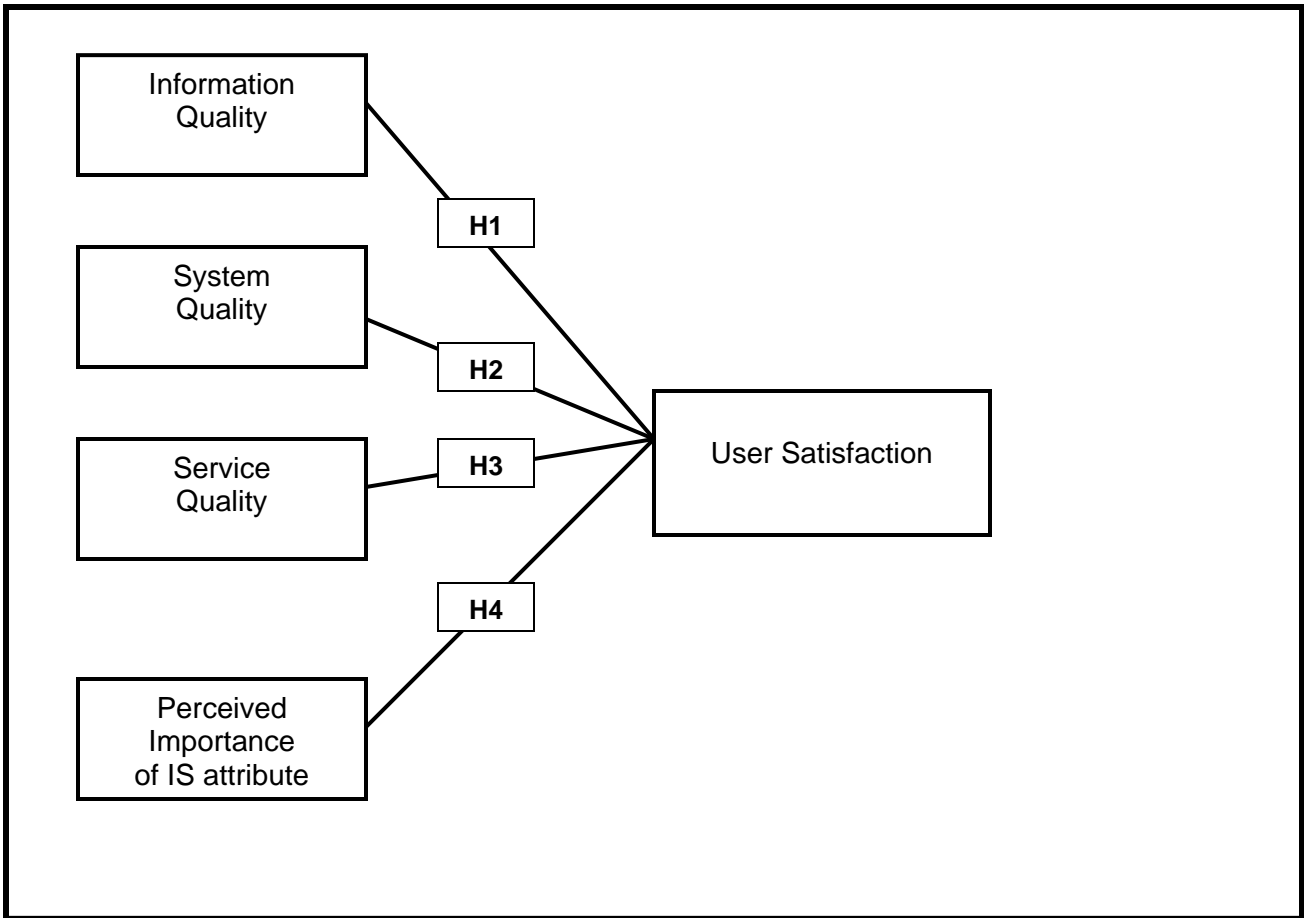 Information
Quality
H1
System
Quality
H2
Service
Quality
H3
User Satisfaction
H4
Perceived
Importance
of IS attribute